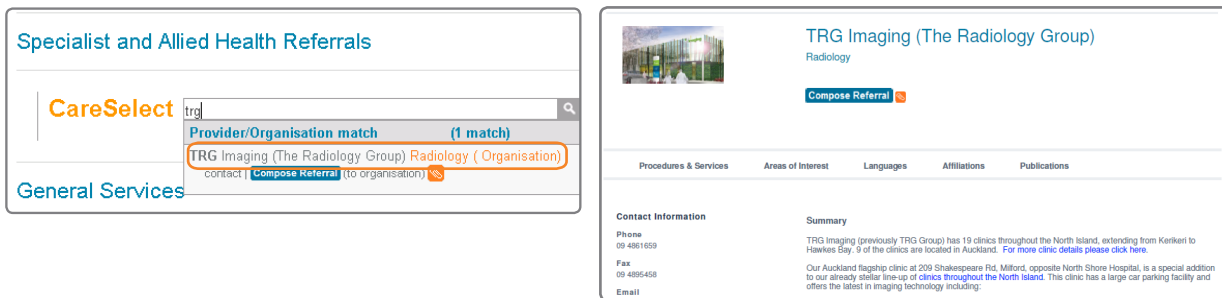 Specialist and Allied Health Referrals
CareSelect
trg
Provider/Organisation match (1 match)
TRG Imaging (The Radiology Group) Radiology ( Organisation)
contact | Compose Referral (to organisation)
General Services
TRG Imaging (The Radiology Group)
Radiology
Compose Referral
Procedures & Services Areas of Interest Languages Affiliations Publications
Contact Information
Phone
09 4861659
Fax
09 4895458
Email
Summary
TRG Imaging (previously TRG Group) has 19 clinics throughout the North Island, extending from Kerikeri to
Hawkes Bay. 9 of the clinics are located in Auckland. For more clinic details please click here.
Our Auckland flagship clinic at 209 Shakespeare Rd, Milford, opposite North Shore Hospital, is a special addition
to our already stellar line-up of clinics throughout the North Island. This clinic has a large car parking facility and
offers the latest in imaging technology including: